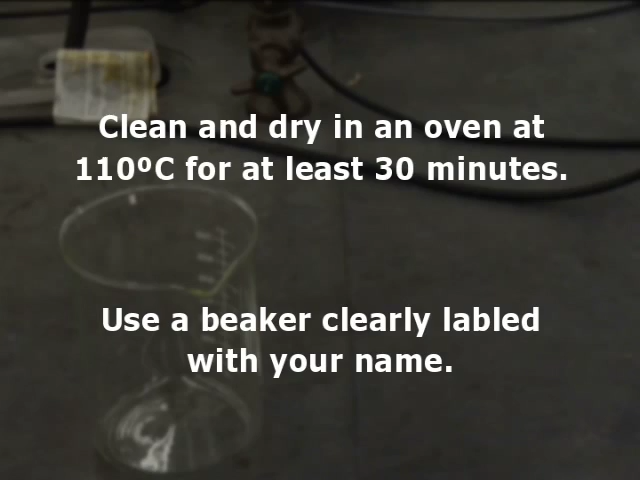 Clean and dry in an oven at
110ºC for at least 30 minutes.
Use a beaker clearly labled
with your name.